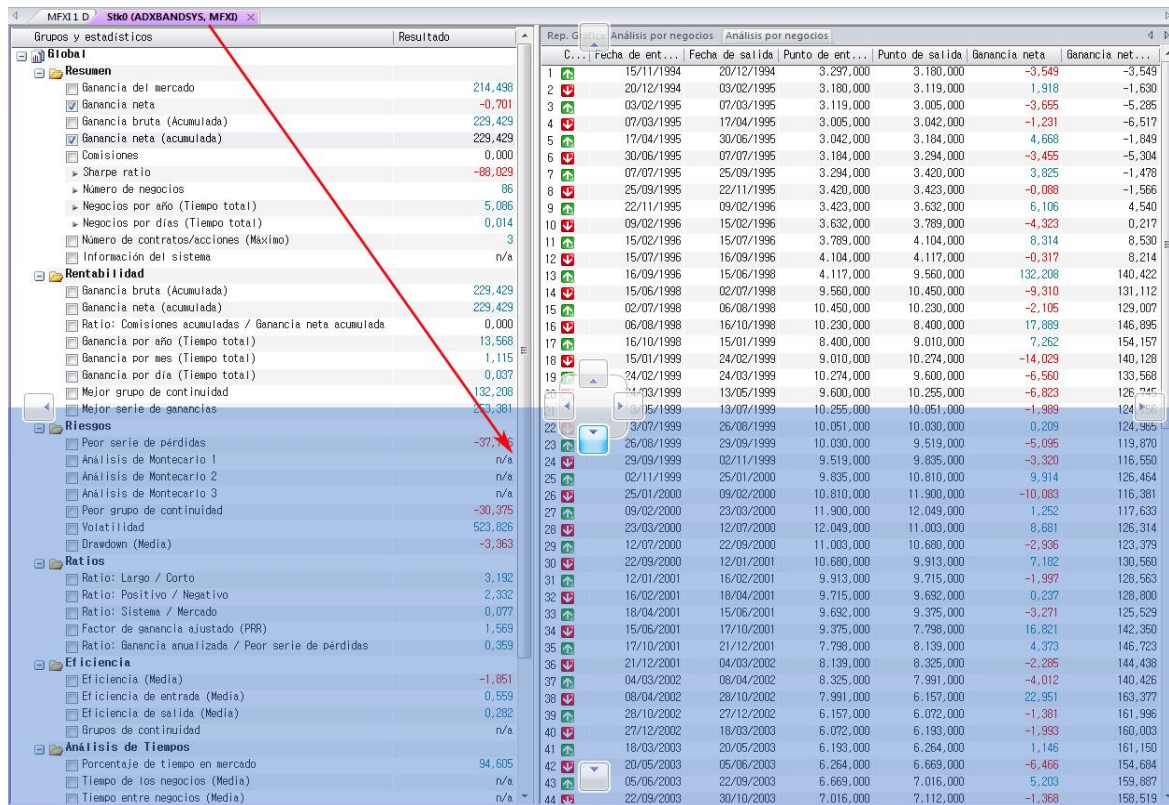 MFXI 1 D Stk0 (ADXBANDSYS, MFXI)
Grupos y estadísticos Resultado
Global
Resumen
Ganancia del mercado 214,498
Ganancia neta -0,701
Ganancia bruta (Acumulada) 229,429
Ganancia neta (acumulada) 229,429
Comisiones 0,000
Sharpe ratio -88,029
Número de negocios 86
Negocios por año (Tiempo total) 5,086
Negocios por días (Tiempo total) 0,014
Número de contratos/acciones (Máximo) 3
Información del sistema n/a
Rentabilidad
Ganancia bruta (Acumulada) 229,429
Ganancia neta (acumulada) 229,429
Ratio: Comisiones acumuladas / Ganancia neta acumulada 0,000
Ganancia por año (Tiempo total) 13,568
Ganancia por mes (Tiempo total) 1,115
Ganancia por día (Tiempo total) 0,037
Mejor grupo de continuidad 132,208
Mejor serie de ganancias
Riesgos
Peor serie de pérdidas
Análisis de Montecarlo 1 n/a
Análisis de Montecarlo 2 n/a
Análisis de Montecarlo 3 n/a
Peor grupo de continuidad -30,375
Volatilidad 523,826
Drawdown (Media) -3,363
Ratios
Ratio: Largo / Corto 3,192
Ratio: Positivo / Negativo 2,332
Ratio: Sistema / Mercado 0,077
Factor de ganancia ajustado (PRR) 1,569
Ratio: Ganancia anualizada / Peor serie de pérdidas 0,359
Eficiencia
Eficiencia (Media) -1,851
Eficiencia de entrada (Media) 0,559
Eficiencia de salida (Media) 0,282
Grupos de continuidad n/a
Análisis de Tiempos
Porcentaje de tiempo en mercado 94,605
Tiempo de los negocios (Media) n/a
Tiempo entre negocios (Media) n/a
Rep. Análisis por negocios Análisis por negocios
C... Fecha de ent... Fecha de salida Punto de ent... Punto de salida Ganancia neta Ganancia net...
1 15/11/1994 20/12/1994 3.297,000 3.180,000 -3,549 -3,549
2 20/12/1994 03/02/1995 3.180,000 3.119,000 1,918 -1,630
3 03/02/1995 07/03/1995 3.119,000 3.005,000 -3,655 -5,285
4 07/03/1995 17/04/1995 3.005,000 3.042,000 -1,231 -6,517
5 17/04/1995 30/06/1995 3.042,000 3.184,000 4,668 -1,849
6 30/06/1995 07/07/1995 3.184,000 3.294,000 -3,455 -5,304
7 07/07/1995 25/09/1995 3.294,000 3.420,000 3,825 -1,478
8 25/09/1995 22/11/1995 3.420,000 3.423,000 -0,088 -1,566
9 22/11/1995 09/02/1996 3.423,000 3.632,000 6,106 4,540
10 09/02/1996 15/02/1996 3.632,000 3.789,000 -4,323 0,217
11 15/02/1996 15/07/1996 3.789,000 4.104,000 8,314 8,530
12 15/07/1996 16/09/1996 4.104,000 4.117,000 -0,317 8,214
13 16/09/1996 15/06/1998 4.117,000 9.560,000 132,208 140,422
14 15/06/1998 02/07/1998 9.560,000 10.450,000 -9,310 131,112
15 02/07/1998 06/08/1998 10.450,000 10.230,000 -2,105 129,007
16 06/08/1998 16/10/1998 10.230,000 8.400,000 17,889 146,895
17 16/10/1998 15/01/1999 8.400,000 9.010,000 7,262 154,157
18 15/01/1999 24/02/1999 9.010,000 10.274,000 -14,029 140,128
19 24/02/1999 24/03/1999 10.274,000 9.600,000 -6,560 133,568
13/05/1999 9.600,000 10.255,000 -6,823
13/07/1999 10.255,000 10.051,000 -1,989
22 26/08/1999 10.051,000 10.030,000 0,209 124,965
23 26/08/1999 29/09/1999 10.030,000 9.519,000 -5,095 119,870
24 29/09/1999 02/11/1999 9.519,000 9.835,000 -3,320 116,550
25 02/11/1999 25/01/2000 9.835,000 10.810,000 9,914 126,464
26 25/01/2000 09/02/2000 10.810,000 11.900,000 -10,083 116,381
27 09/02/2000 23/03/2000 11.900,000 12.049,000 1,252 117,633
28 23/03/2000 12/07/2000 12.049,000 11.003,000 8,681 126,314
29 12/07/2000 22/09/2000 11.003,000 10.680,000 -2,936 123,379
30 22/09/2000 12/01/2001 10.680,000 9.913,000 7,182 130,560
31 12/01/2001 16/02/2001 9.913,000 9.715,000 -1,997 128,563
32 16/02/2001 18/04/2001 9.715,000 9.692,000 0,237 128,800
33 18/04/2001 15/06/2001 9.692,000 9.375,000 -3,271 125,529
34 15/06/2001 17/10/2001 9.375,000 7.798,000 16,821 142,350
35 17/10/2001 21/12/2001 7.798,000 8.139,000 4,373 146,723
36 21/12/2001 04/03/2002 8.139,000 8.325,000 -2,285 144,438
37 04/03/2002 08/04/2002 8.325,000 7.991,000 -4,012 140,426
38 08/04/2002 28/10/2002 7.991,000 6.157,000 22,951 163,377
39 28/10/2002 27/12/2002 6.157,000 6.072,000 -1,381 161,996
40 27/12/2002 18/03/2003 6.072,000 6.193,000 -1,993 160,003
41 18/03/2003 20/05/2003 6.193,000 6.264,000 1,146 161,150
42 20/05/2003 05/06/2003 6.264,000 6.669,000 -6,466 154,684
43 05/06/2003 22/09/2003 6.669,000 7.016,000 5,203 159,887
44 22/09/2003 30/10/2003 7.016,000 7.112,000 -1,368 158,519